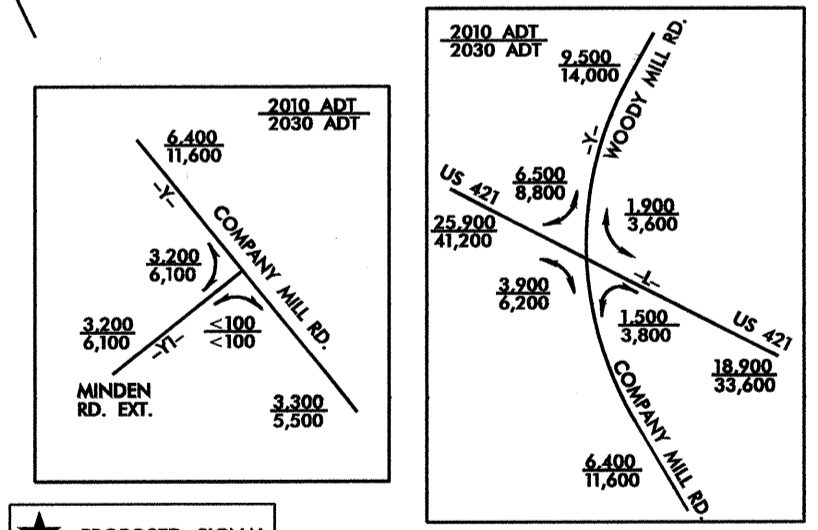 2010 ADT
2030 ADT
6.400
11,600
-Y-
COMPANY MILL RD.
3.200
6,100
3.200
6,100
-Y1-
<100
<100
MINDEN
RD. EXT.
3.300
5,500
2010 ADT
2030 ADT
9.500
14,000
WOODY MILL RD.
-Y-
US 421
6.500
8,800
25.900
41,200
1.900
3,600
3.900
6,200
-L-
1.500
3,800
US 421
18.900
33,600
COMPANY MILL RD.
6.400
11,600